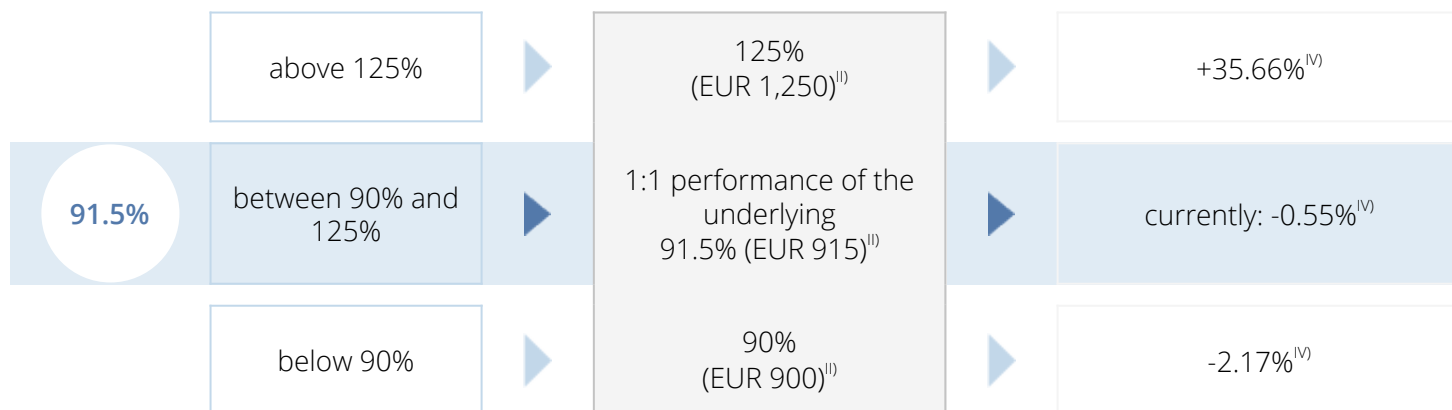 above 125%
125%
(EUR 1,250)II)
+35.66%IV)
91.5%
between 90% and
125%
1:1 performance of the
underlying
91.5% (EUR 915)II)
currently: -0.55%IV)
below 90%
90%
(EUR 900)II)
-2.17%IV)